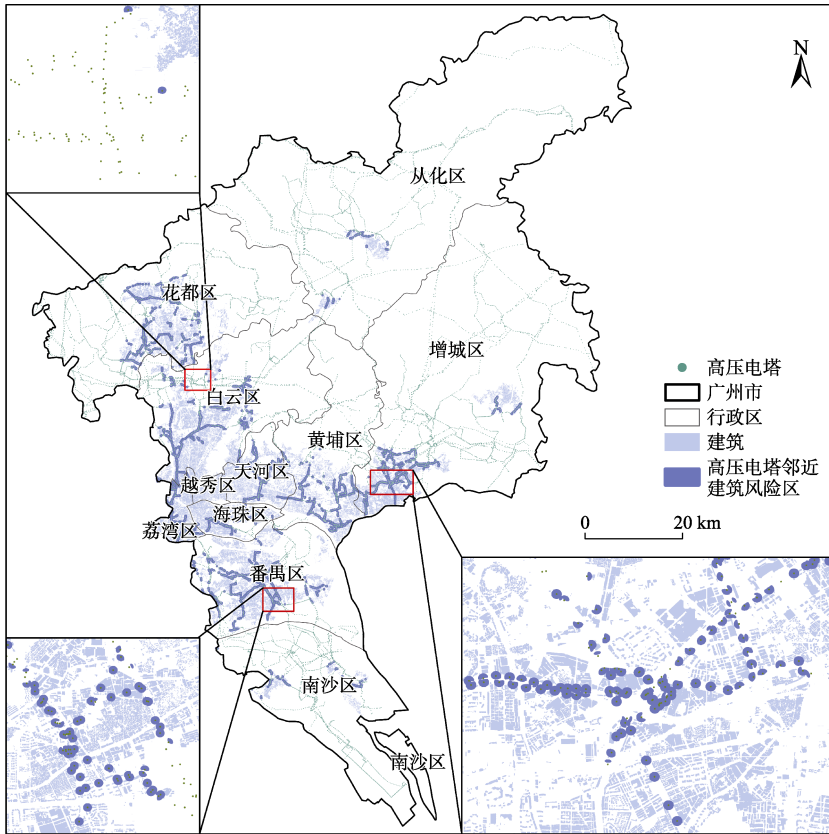 N
从化区
花都区
增城区
高压电塔
广州市
白云区
行政区
黄埔区
建筑
天河区
高压电塔邻近
建筑风险区
越秀区
海珠区
荔湾区
0 20 km
番禺区
南沙区
南沙区